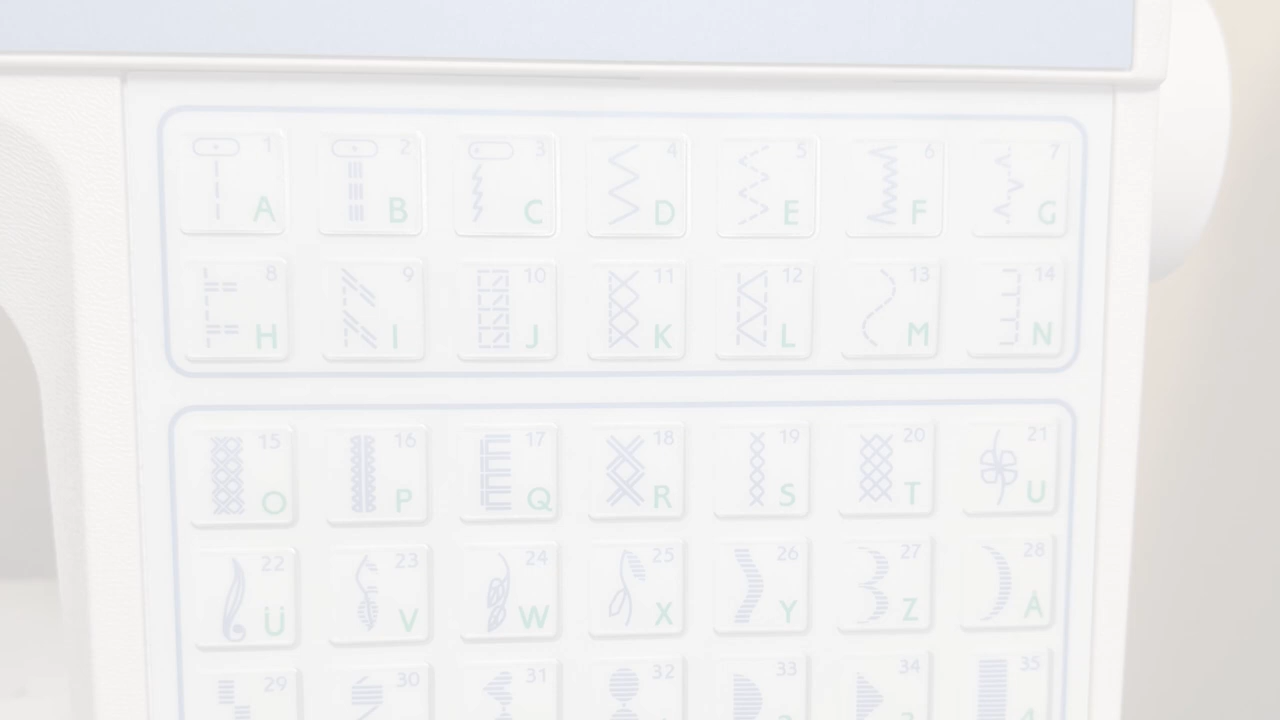 1 2 3 4 5 6 7
A B C D E F G
8 9 10 11 12 13 14
H I J K L M N
15 16 17 18 19 20 21
O P Q R S T U
22 23 24 25 26 27 28
Ü V W X Y Z Å
29 30 31 32 33 34 35